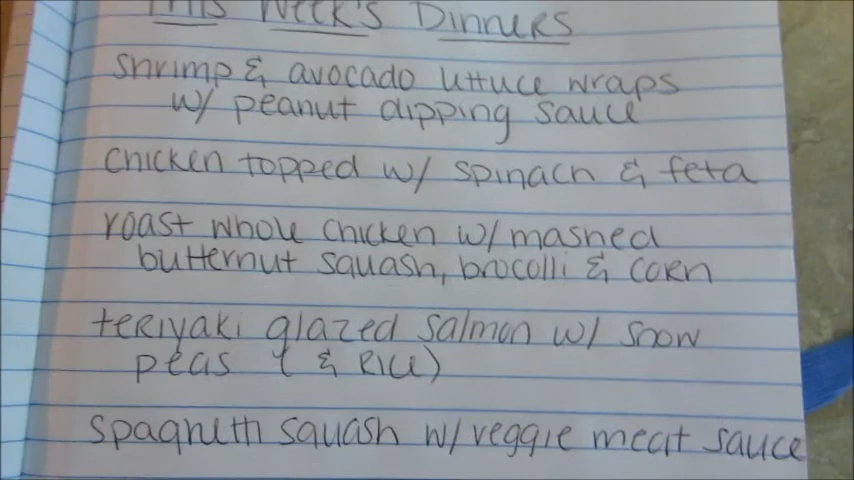 This Week's Dinners
shrimp & avocado lettuce wraps
w/ peanut dipping sauce
chicken topped w/ spinach & feta
roast whole chicken w/ mashed
butternut squash, brocolli & corn
teriyaki glazed salmon w/ snow
peas ( & Rice)
spaghetti squash w/ veggie meat sauce